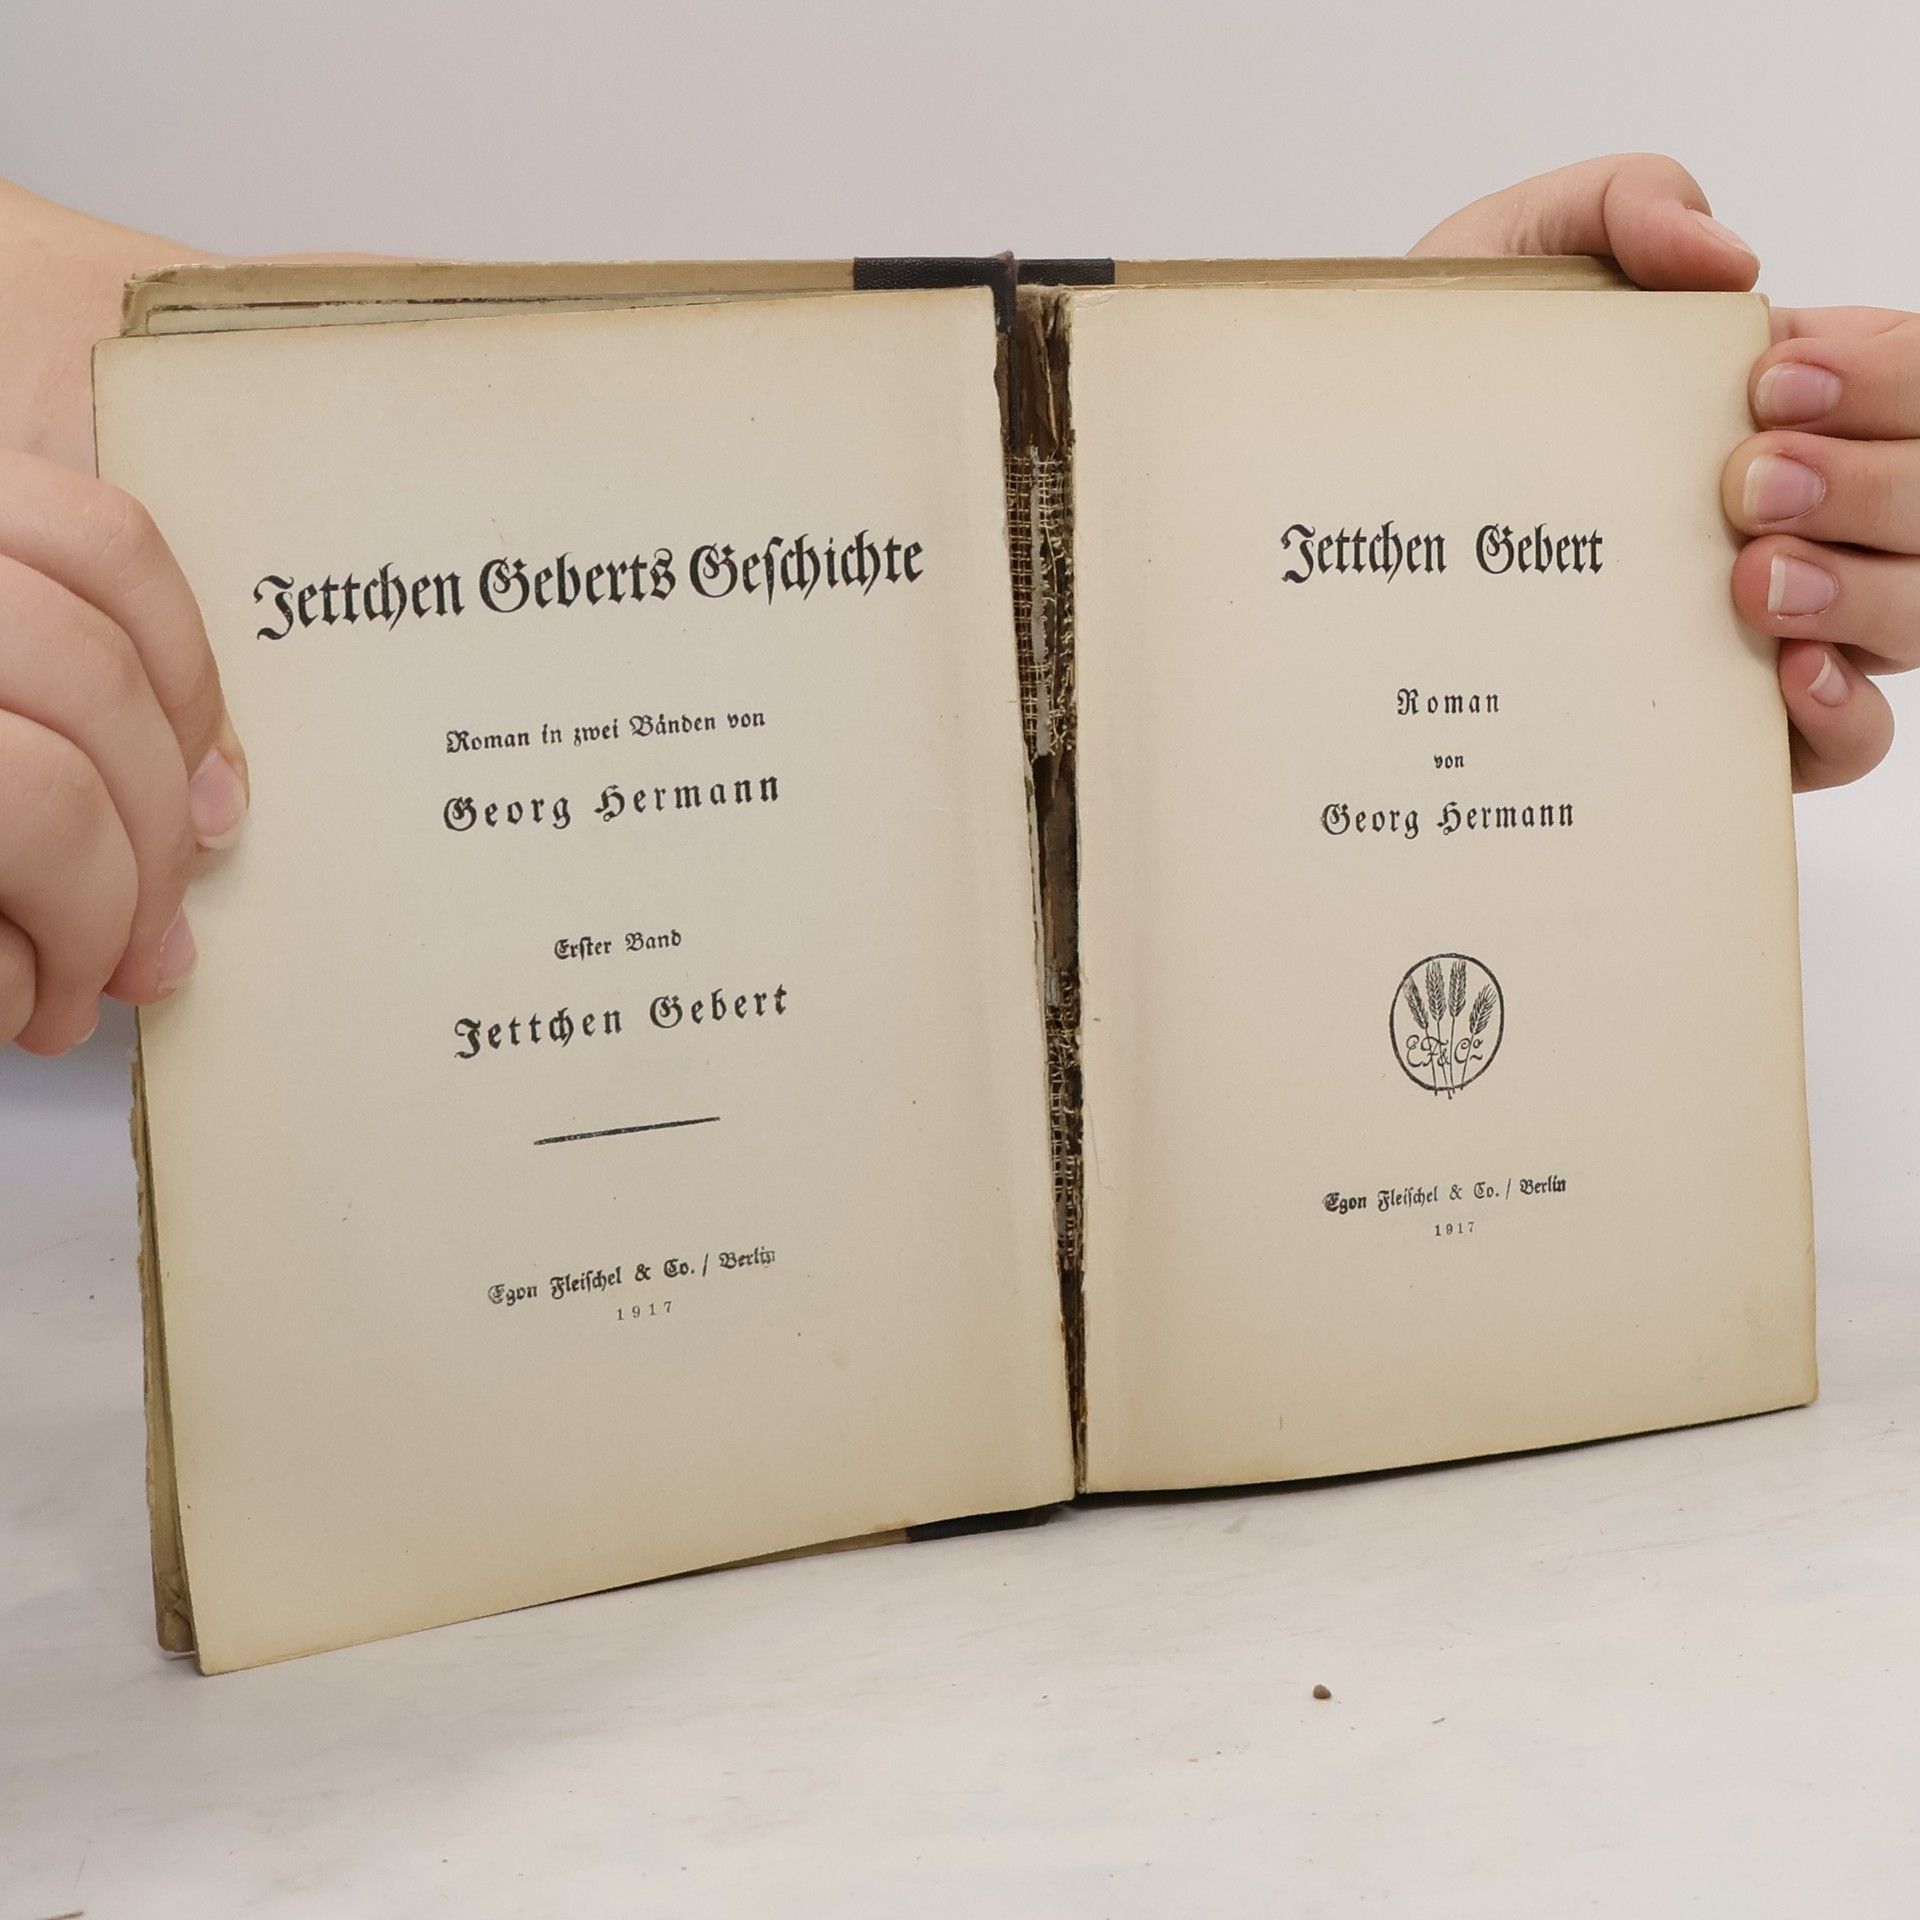 Jettchen Geberts Geſchichte
Roman in zwei Bänden von
Georg Hermann
Erſter Band
Jettchen Gebert
Egon Fleiſchel & Co. / Berlin
1917
Jettchen Gebert
Roman
von
Georg Hermann
E F & Co
Egon Fleiſchel & Co. / Berlin
1917